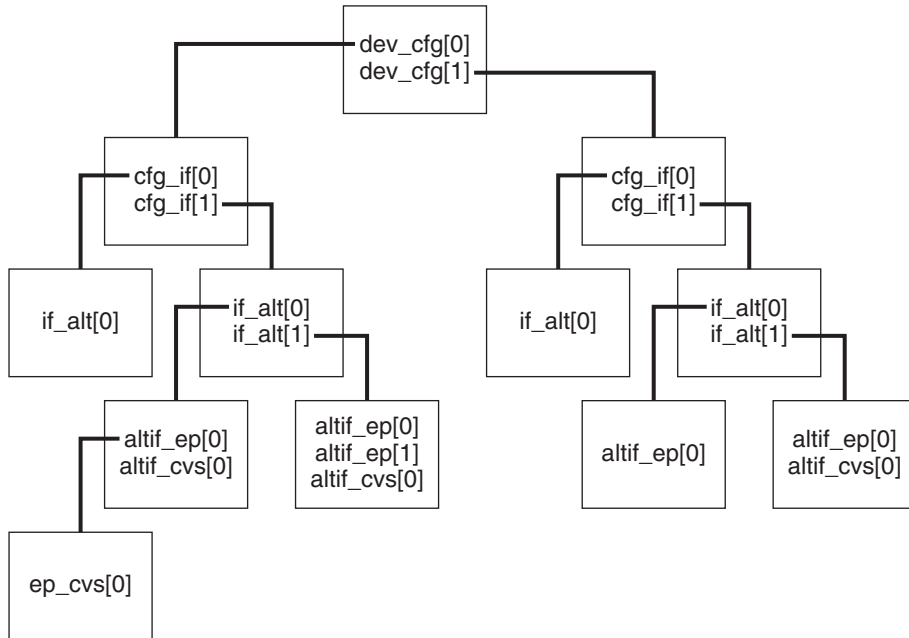 dev_cfg[0]
dev_cfg[1]
cfg_if[0]
cfg_if[1]
cfg_if[0]
cfg_if[1]
if_alt[0]
if_alt[0]
if_alt[1]
if_alt[0]
if_alt[0]
if_alt[1]
altif_ep[0]
altif_cvs[0]
altif_ep[0]
altif_ep[1]
altif_cvs[0]
altif_ep[0]
altif_ep[0]
altif_cvs[0]
ep_cvs[0]